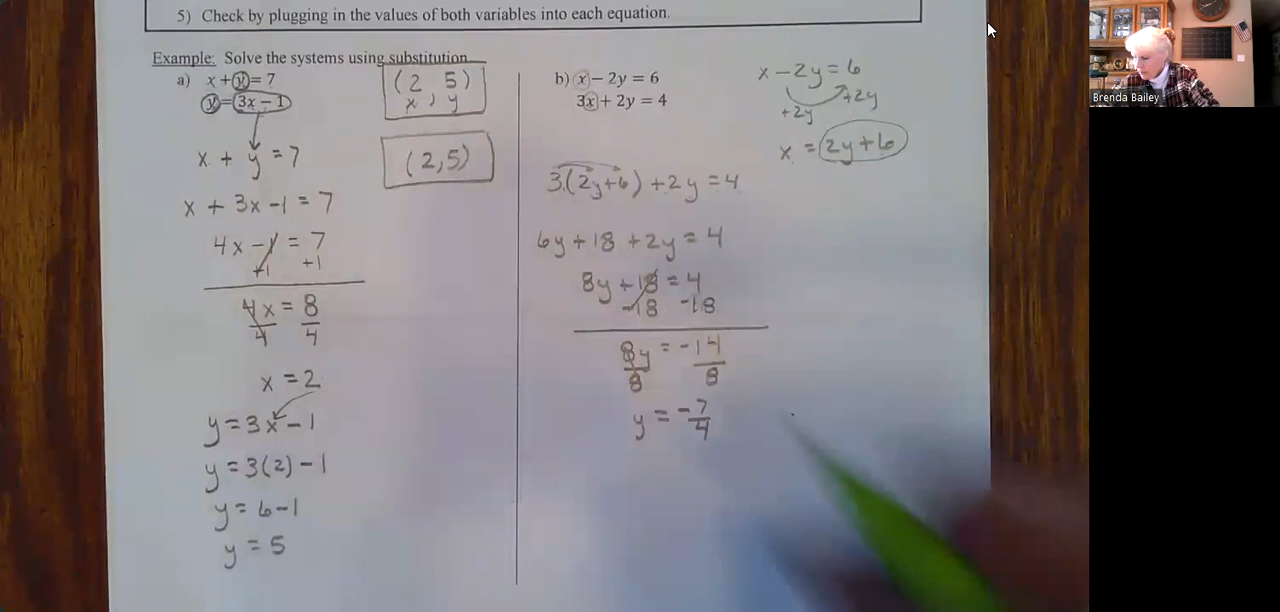 5) Check by plugging in the values of both variables into each equation.
Example: Solve the systems using substitution
a) x + y = 7
y = 3x − 1
(2 5)
x , y
(2,5)
x + y = 7
x + 3x - 1 = 7
4x - 1 = 7
+1 +1
4x = 8
4 4
x = 2
y = 3x - 1
y = 3(2) - 1
y = 6 - 1
y = 5
b) x − 2y = 6
3x + 2y = 4
x - 2y = 6
+2y +2y
x = 2y + 6
3(2y+6) + 2y = 4
6y + 18 + 2y = 4
8y + 18 = 4
-18 -18
8y = -14
8 8
y = -7/4
Brenda Bailey